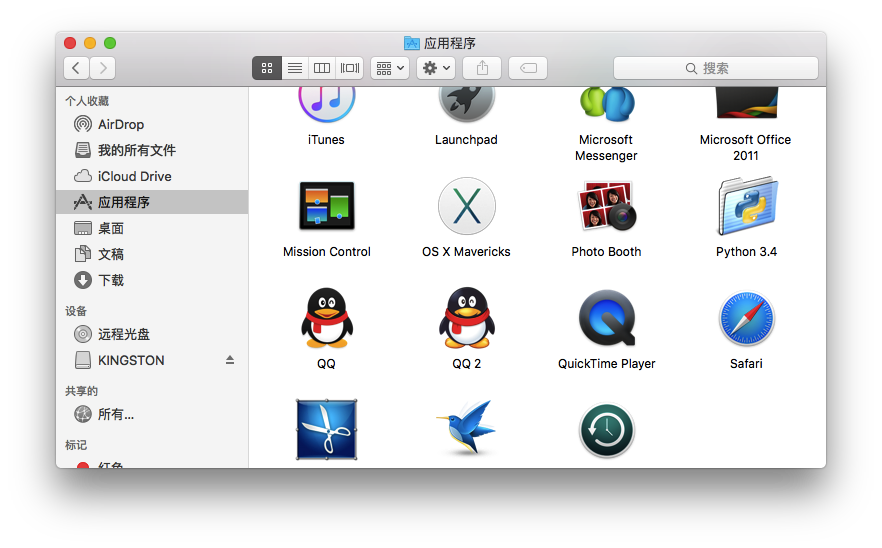 应用程序
搜索
个人收藏
AirDrop
我的所有文件
iCloud Drive
应用程序
桌面
文稿
下载
设备
远程光盘
KINGSTON
共享的
所有...
标记
红色
iTunes
Launchpad
Microsoft
Messenger
Microsoft Office
2011
Mission Control
OS X Mavericks
Photo Booth
Python 3.4
QQ
QQ 2
QuickTime Player
Safari